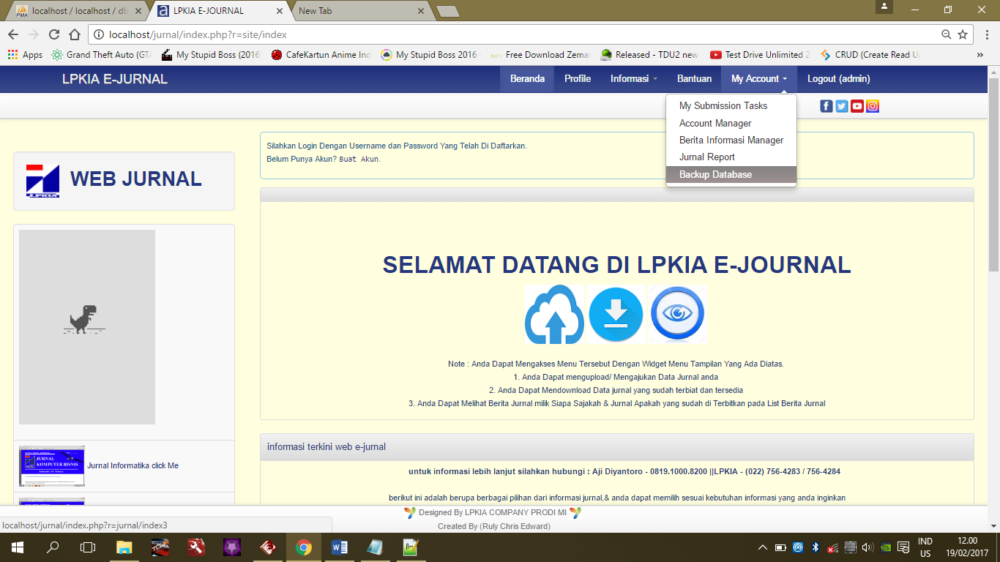 localhost / localhost / db
LPKIA E-JOURNAL
New Tab
localhost/jurnal/index.php?r=site/index
Apps
Grand Theft Auto (GTA
My Stupid Boss (2016
CafeKartun Anime Ind
My Stupid Boss 2016
Free Download Zemar
Released - TDU2 new
Test Drive Unlimited 2
CRUD (Create Read U
»
LPKIA E-JURNAL
Beranda
Profile
Informasi
Bantuan
My Account
Logout (admin)
My Submission Tasks
Account Manager
Berita Informasi Manager
Jurnal Report
Backup Database
Silahkan Login Dengan Username dan Password Yang Telah Di Daftarkan.
Belum Punya Akun? Buat Akun.
LPKIA
WEB JURNAL
SELAMAT DATANG DI LPKIA E-JOURNAL
Note : Anda Dapat Mengakses Menu Tersebut Dengan Widget Menu Tampilan Yang Ada Diatas.
1. Anda Dapat mengupload/ Mengajukan Data Jurnal anda
2. Anda Dapat Mendownload Data jurnal yang sudah terbiat dan tersedia
3. Anda Dapat Melihat Berita Jurnal milik Siapa Sajakah & Jurnal Apakah yang sudah di Terbitkan pada List Berita Jurnal
JURNAL
KOMPUTER BISNIS
Jurnal Informatika click Me
informasi terkini web e-jurnal
untuk informasi lebih lanjut silahkan hubungi : Aji Diyantoro - 0819.1000.8200 ||LPKIA - (022) 756-4283 / 756-4284
berikut ini adalah berupa berbagai pilihan dari informasi jurnal,& anda dapat memilih sesuai kebutuhan informasi yang anda inginkan
Designed By LPKIA COMPANY PRODI MI
Created By (Ruly Chris Edward)
localhost/jurnal/index.php?r=jurnal/index3
IND
US
12.00
19/02/2017